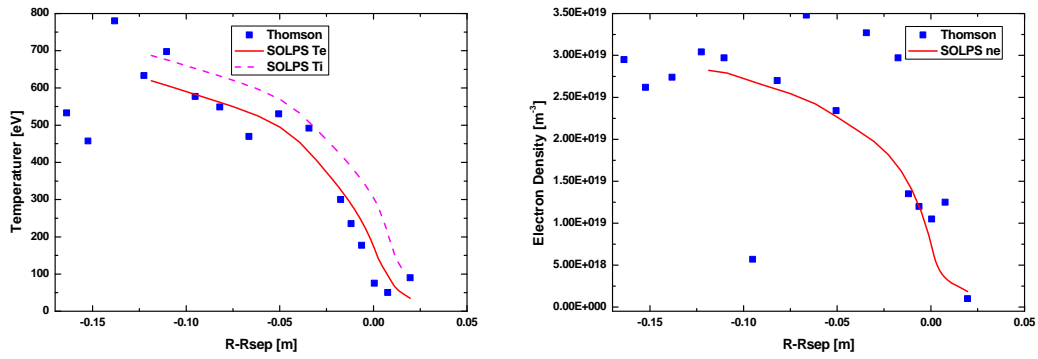 Temperaturer [eV]
800
700
600
500
400
300
200
100
0
Thomson
SOLPS Te
SOLPS Ti
-0.15
-0.10
-0.05
0.00
0.05
R-Rsep [m]
Electron Density [m⁻³]
3.50E+019
3.00E+019
2.50E+019
2.00E+019
1.50E+019
1.00E+019
5.00E+018
0.00E+000
Thomson
SOLPS ne
-0.15
-0.10
-0.05
0.00
0.05
R-Rsep [m]